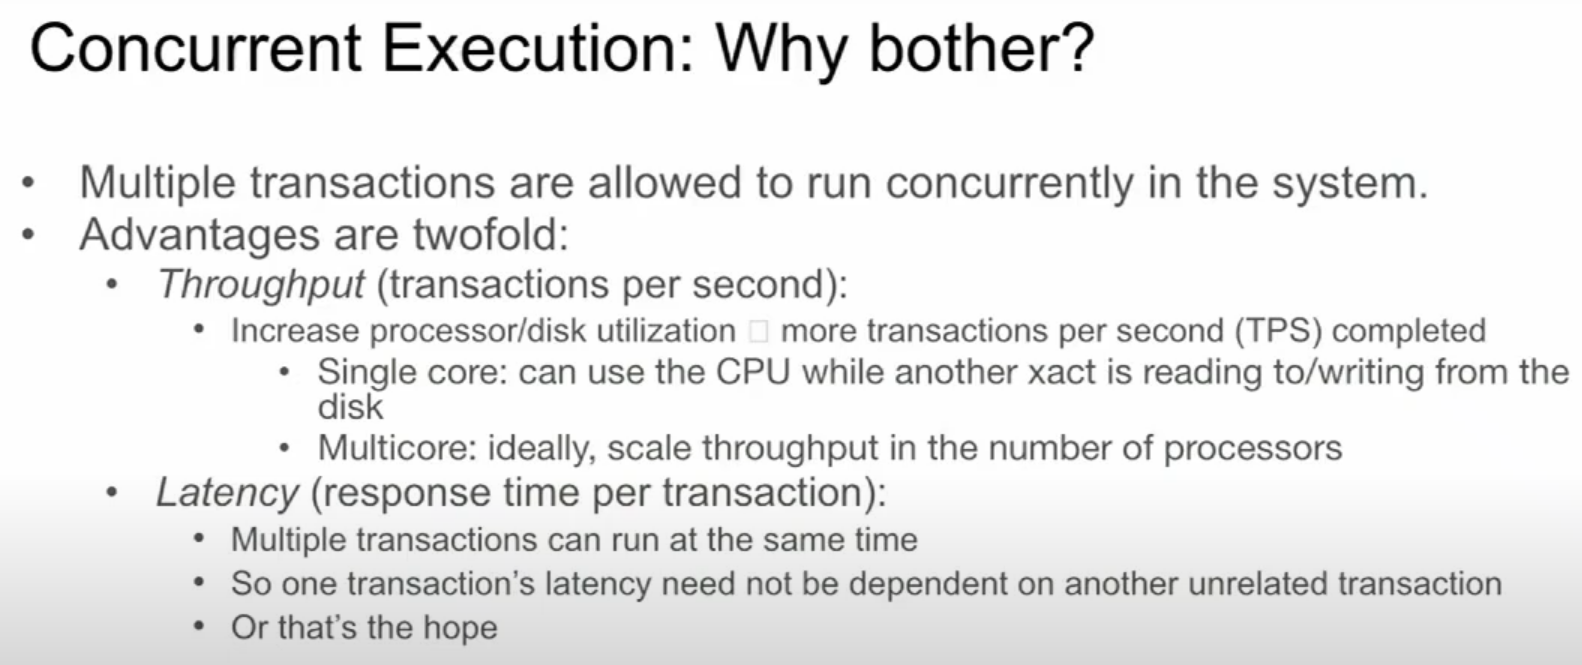 Concurrent Execution: Why bother?
• Multiple transactions are allowed to run concurrently in the system.
• Advantages are twofold:
• Throughput (transactions per second):
• Increase processor/disk utilization □ more transactions per second (TPS) completed
• Single core: can use the CPU while another xact is reading to/writing from the
disk
• Multicore: ideally, scale throughput in the number of processors
• Latency (response time per transaction):
• Multiple transactions can run at the same time
• So one transaction’s latency need not be dependent on another unrelated transaction
• Or that’s the hope